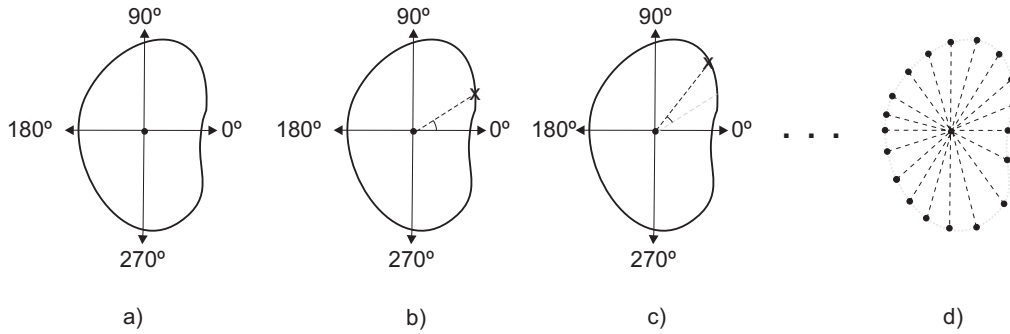 90º 90º 90º
180º 0º 180º 0º 180º 0º . . .
X X
270º 270º 270º
a) b) c) d)